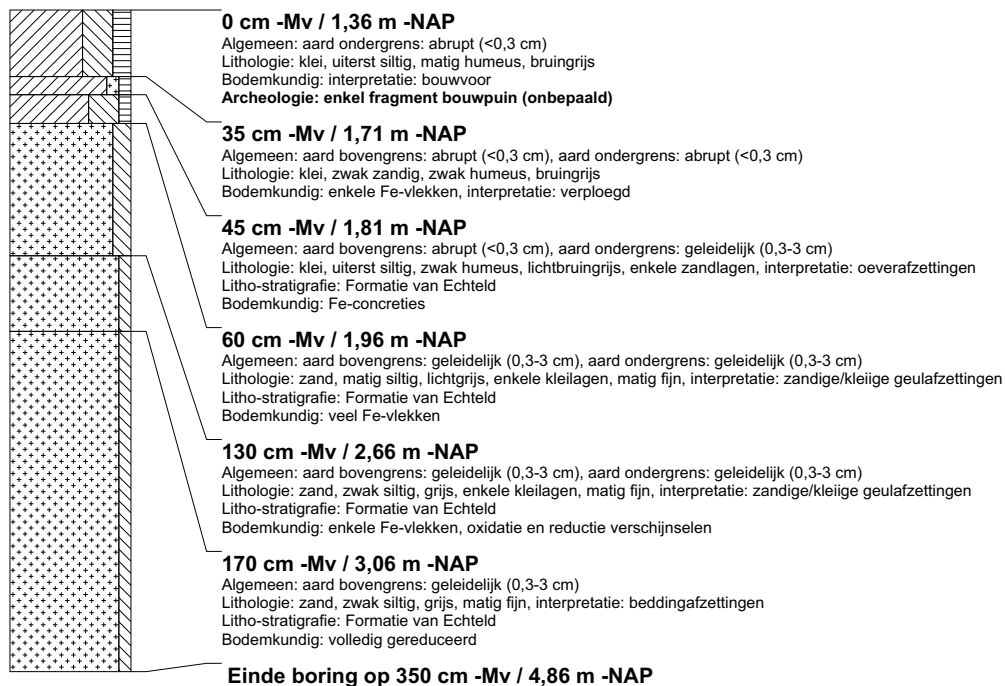 0 cm -Mv / 1,36 m -NAP
Algemeen: aard ondergrens: abrupt (<0,3 cm)
Lithologie: klei, uiterst siltig, matig humeus, bruingrijs
Bodemkundig: interpretatie: bouwvoor
Archeologie: enkel fragment bouwpuin (onbepaald)
35 cm -Mv / 1,71 m -NAP
Algemeen: aard bovengrens: abrupt (<0,3 cm), aard ondergrens: abrupt (<0,3 cm)
Lithologie: klei, zwak zandig, zwak humeus, bruingrijs
Bodemkundig: enkele Fe-vlekken, interpretatie: verploegd
45 cm -Mv / 1,81 m -NAP
Algemeen: aard bovengrens: abrupt (<0,3 cm), aard ondergrens: geleidelijk (0,3-3 cm)
Lithologie: klei, uiterst siltig, zwak humeus, lichtbruingrijs, enkele zandlagen, interpretatie: oeverafzettingen
Litho-stratigrafie: Formatie van Echteld
Bodemkundig: Fe-concreties
60 cm -Mv / 1,96 m -NAP
Algemeen: aard bovengrens: geleidelijk (0,3-3 cm), aard ondergrens: geleidelijk (0,3-3 cm)
Lithologie: zand, matig siltig, lichtgrijs, enkele kleilagen, matig fijn, interpretatie: zandige/kleiige geulafzettingen
Litho-stratigrafie: Formatie van Echteld
Bodemkundig: veel Fe-vlekken
130 cm -Mv / 2,66 m -NAP
Algemeen: aard bovengrens: geleidelijk (0,3-3 cm), aard ondergrens: geleidelijk (0,3-3 cm)
Lithologie: zand, zwak siltig, grijs, enkele kleilagen, matig fijn, interpretatie: zandige/kleiige geulafzettingen
Litho-stratigrafie: Formatie van Echteld
Bodemkundig: enkele Fe-vlekken, oxidatie en reductie verschijnselen
170 cm -Mv / 3,06 m -NAP
Algemeen: aard bovengrens: geleidelijk (0,3-3 cm)
Lithologie: zand, zwak siltig, grijs, matig fijn, interpretatie: beddingafzettingen
Litho-stratigrafie: Formatie van Echteld
Bodemkundig: volledig gereduceerd
Einde boring op 350 cm -Mv / 4,86 m -NAP